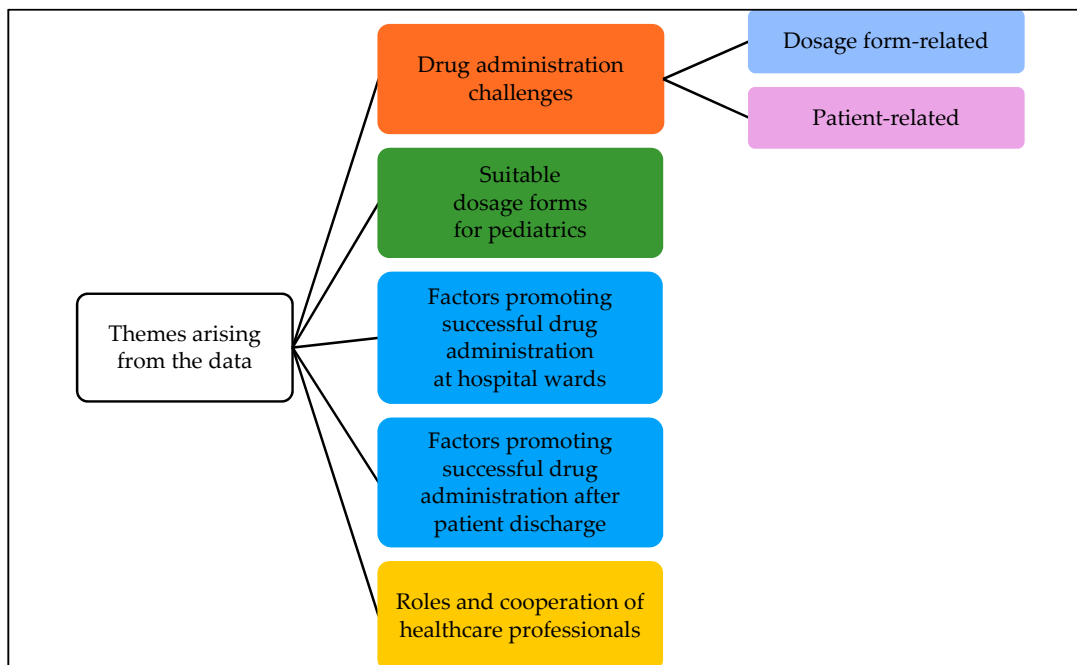 Themes arising
from the data
Drug administration
challenges
Dosage form-related
Patient-related
Suitable
dosage forms
for pediatrics
Factors promoting
successful drug
administration
at hospital wards
Factors promoting
successful drug
administration after
patient discharge
Roles and cooperation of
healthcare professionals